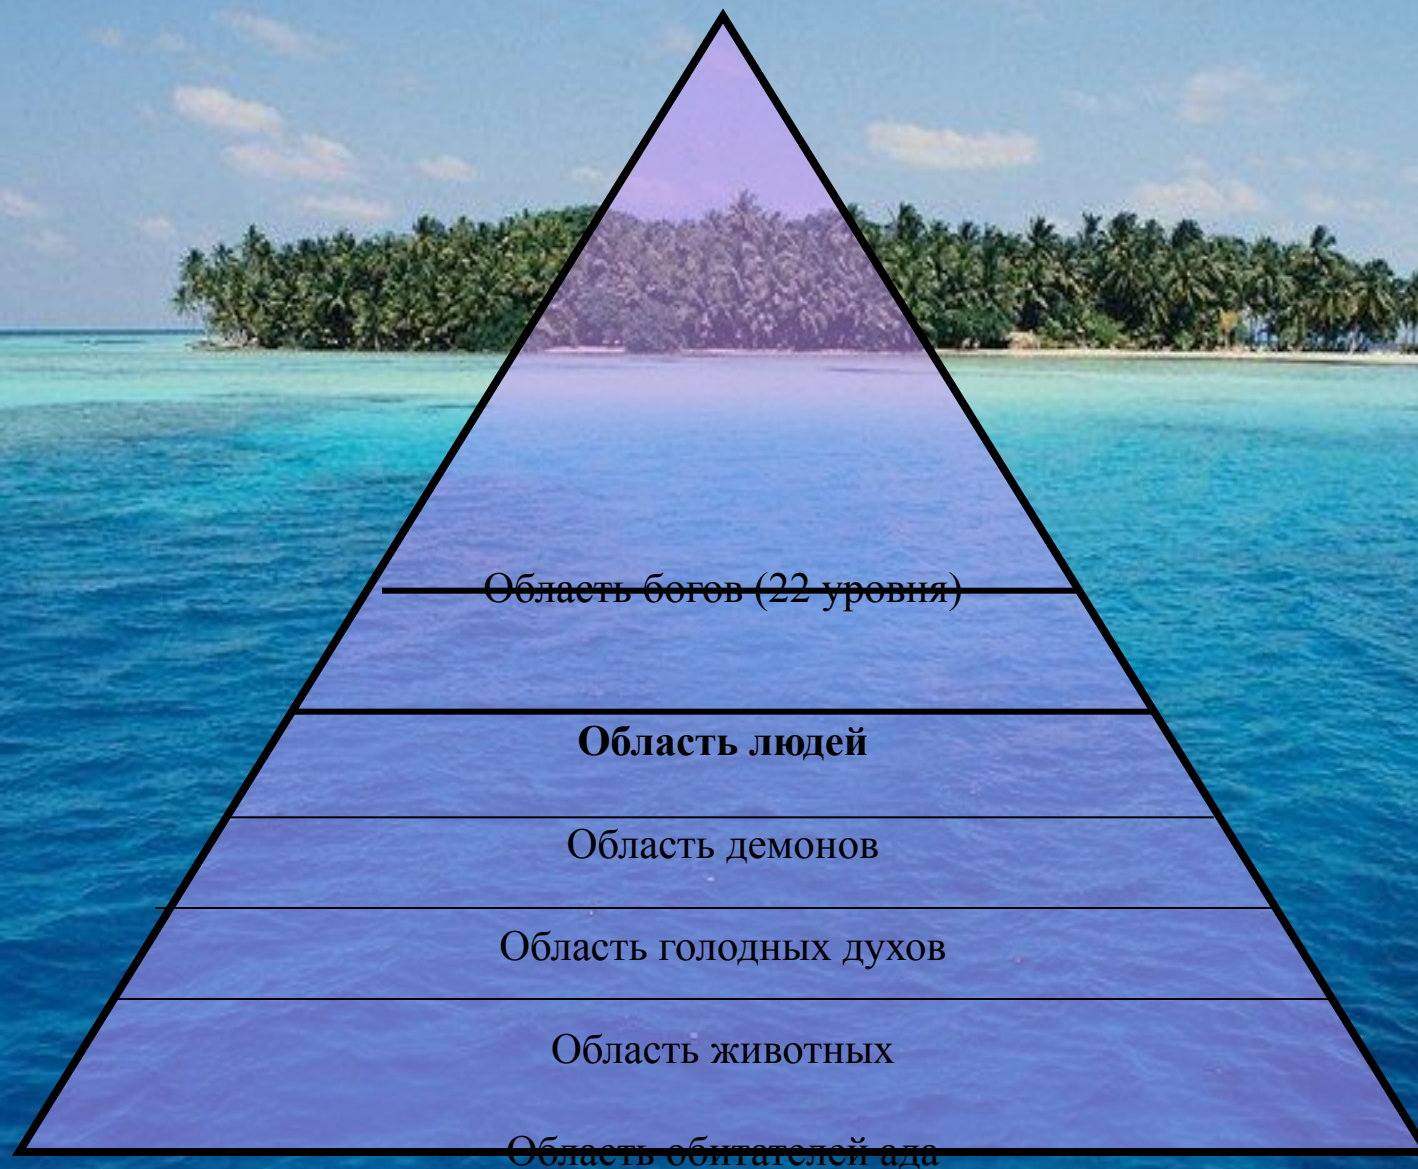 Область богов (22 уровня)
Область людей
Область демонов
Область голодных духов
Область животных
Область обитателей ада